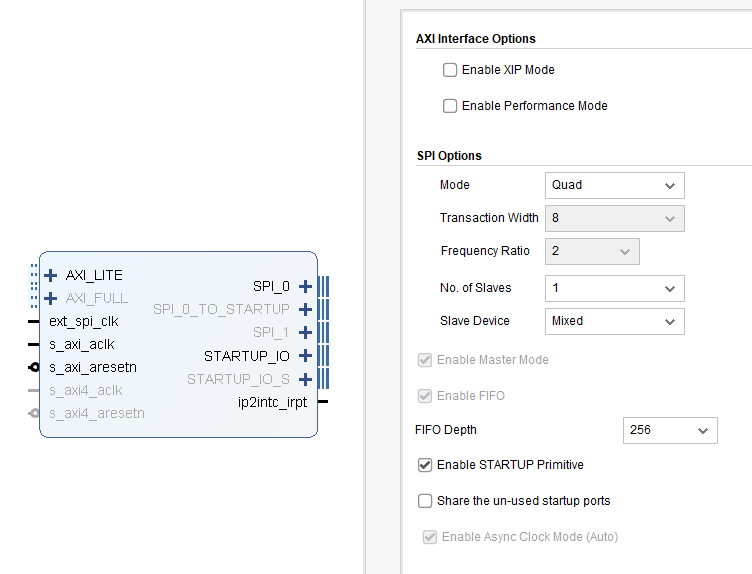 AXI_LITE
AXI_FULL
ext_spi_clk
s_axi_aclk
s_axi_aresetn
s_axi4_aclk
s_axi4_aresetn
SPI_0
SPI_0_TO_STARTUP
SPI_1
STARTUP_IO
STARTUP_IO_S
ip2intc_irpt
AXI Interface Options
Enable XIP Mode
Enable Performance Mode
SPI Options
Mode Quad
Transaction Width 8
Frequency Ratio 2
No. of Slaves 1
Slave Device Mixed
Enable Master Mode
Enable FIFO
FIFO Depth 256
Enable STARTUP Primitive
Share the un-used startup ports
Enable Async Clock Mode (Auto)